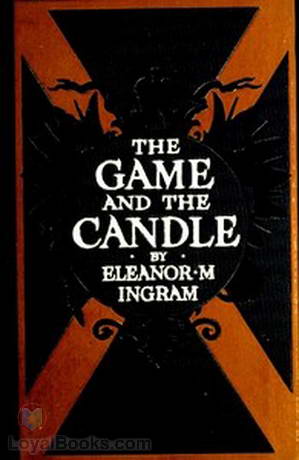 THE
GAME
AND THE
CANDLE
· BY ·
ELEANOR·M
INGRAM
LoyalBooks.com